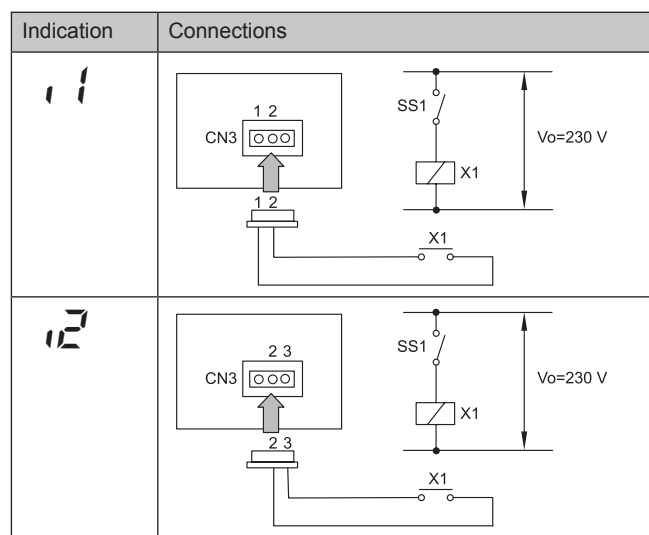 Indication Connections
i1
1 2
CN3
1 2
SS1
X1
Vo=230 V
X1
i2
2 3
CN3
2 3
SS1
X1
Vo=230 V
X1